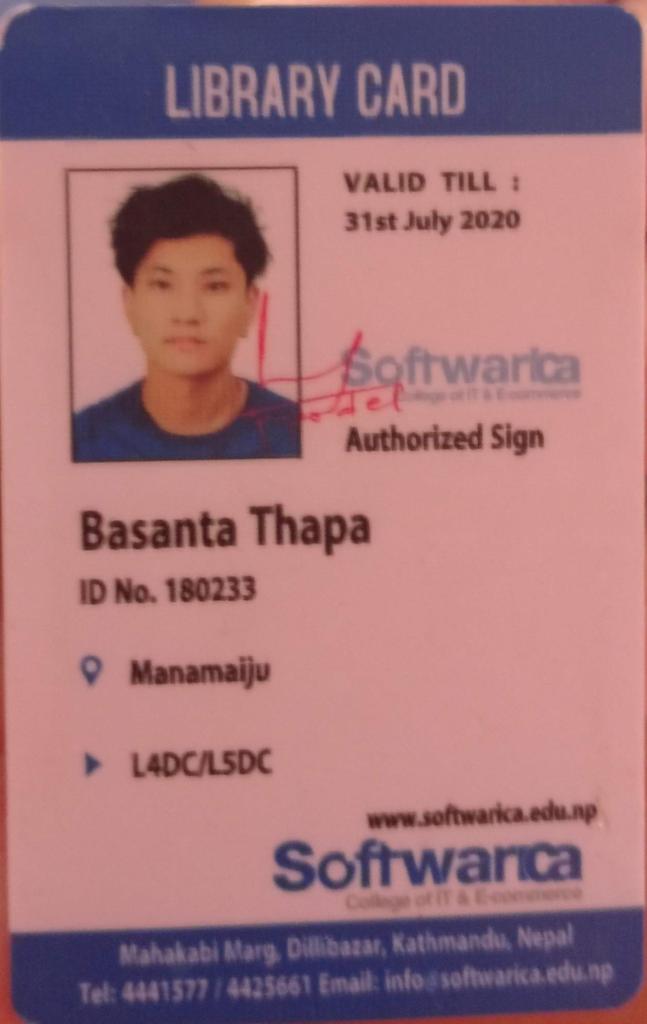 LIBRARY CARD
VALID TILL :
31st July 2020
Softwarica
College of IT & E-commerce
Authorized Sign
Basanta Thapa
ID No. 180233
Manamaiju
L4DC/L5DC
www.softwarica.edu.np
Softwarica
College of IT & E-commerce
Mahakabi Marg, Dillibazar, Kathmandu, Nepal
Tel: 4441577 / 4425661 Email: info@softwarica.edu.np